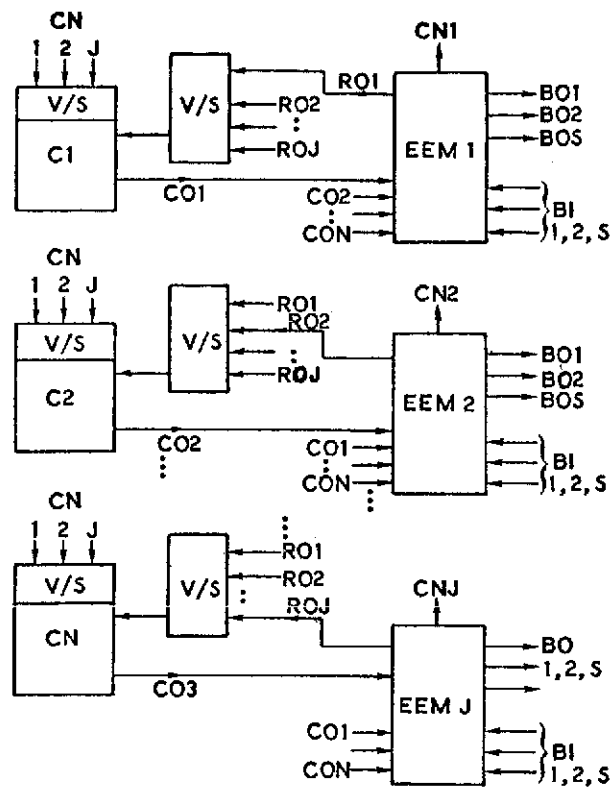 CN
1 2 J
V/S
C1
V/S
RO1
RO2
ROJ
CO1
CN1
EEM 1
CO2
CON
BO1
BO2
BOS
BI
1, 2, S
CN
1 2 J
V/S
C2
V/S
RO1
RO2
ROJ
CO2
CN2
EEM 2
CO1
CON
BO1
BO2
BOS
BI
1, 2, S
CN
1 2 J
V/S
CN
V/S
RO1
RO2
ROJ
CO3
CNJ
EEM J
CO1
CON
BO
1, 2, S
BI
1, 2, S